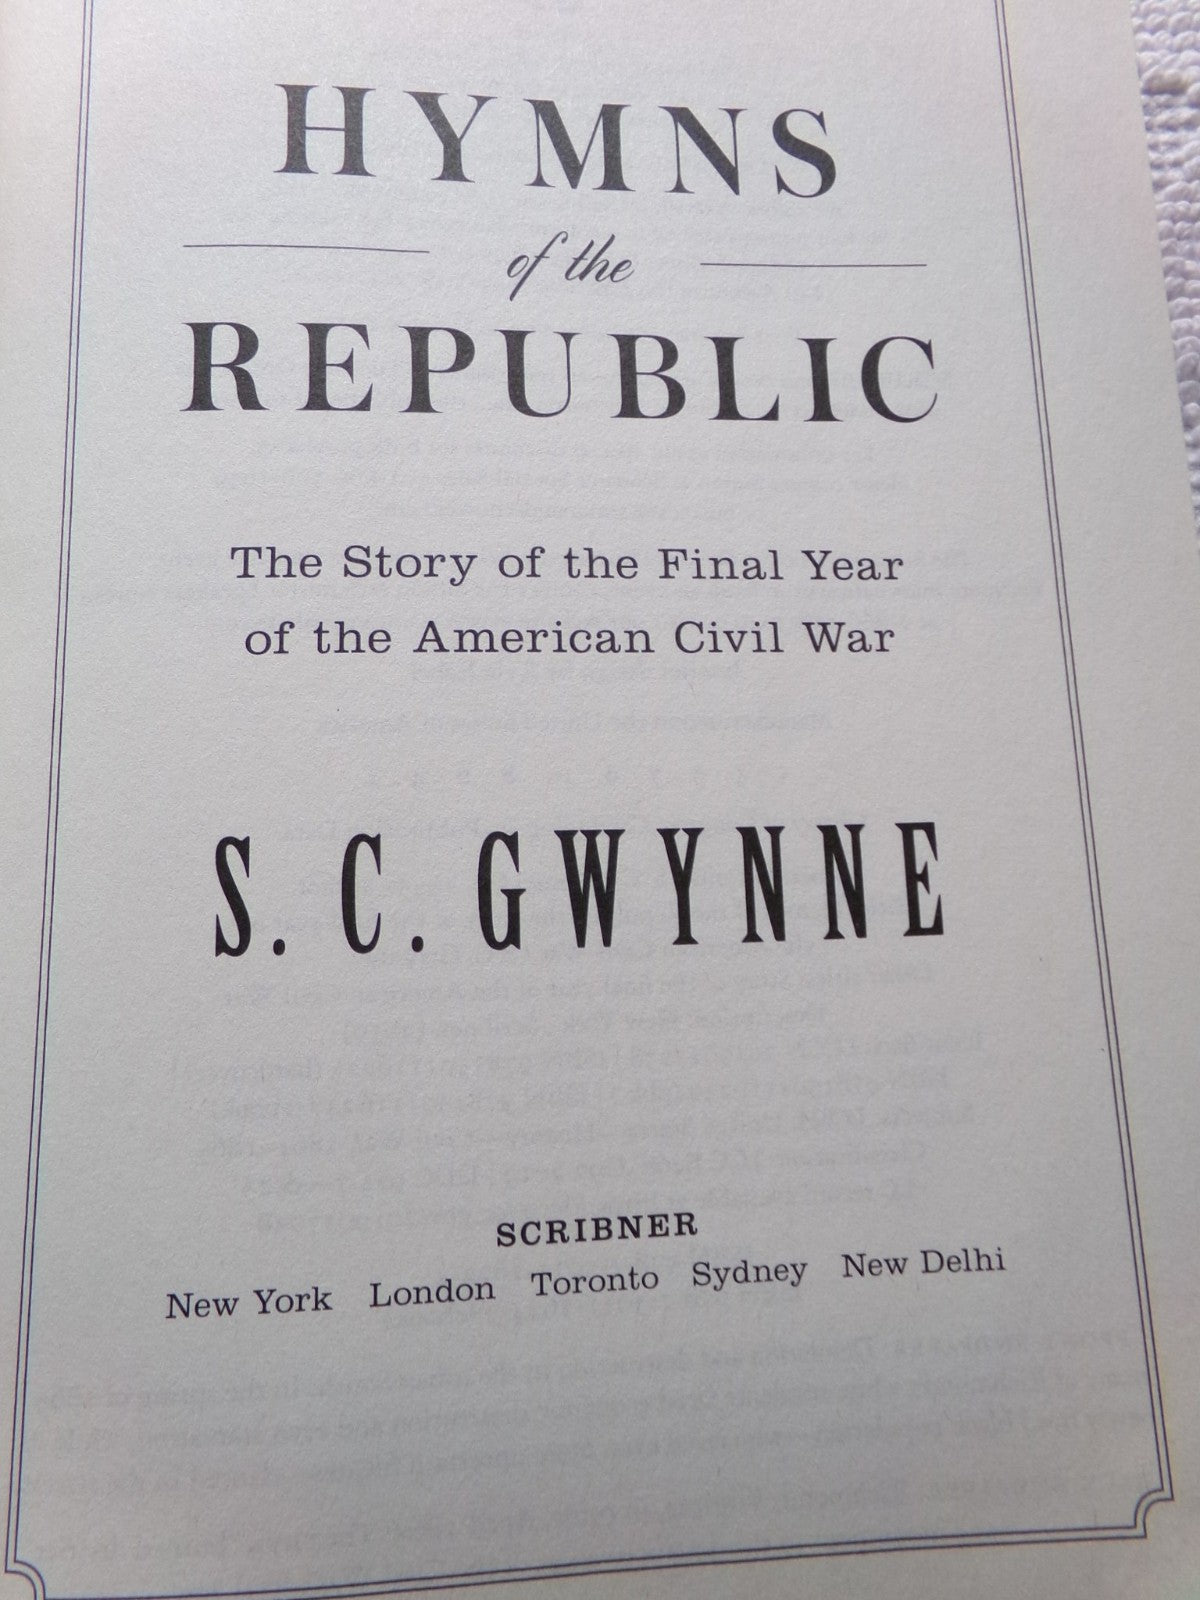 HYMNS
of the
REPUBLIC
The Story of the Final Year
of the American Civil War
S. C. GWYNNE
SCRIBNER
New York London Toronto Sydney New Delhi